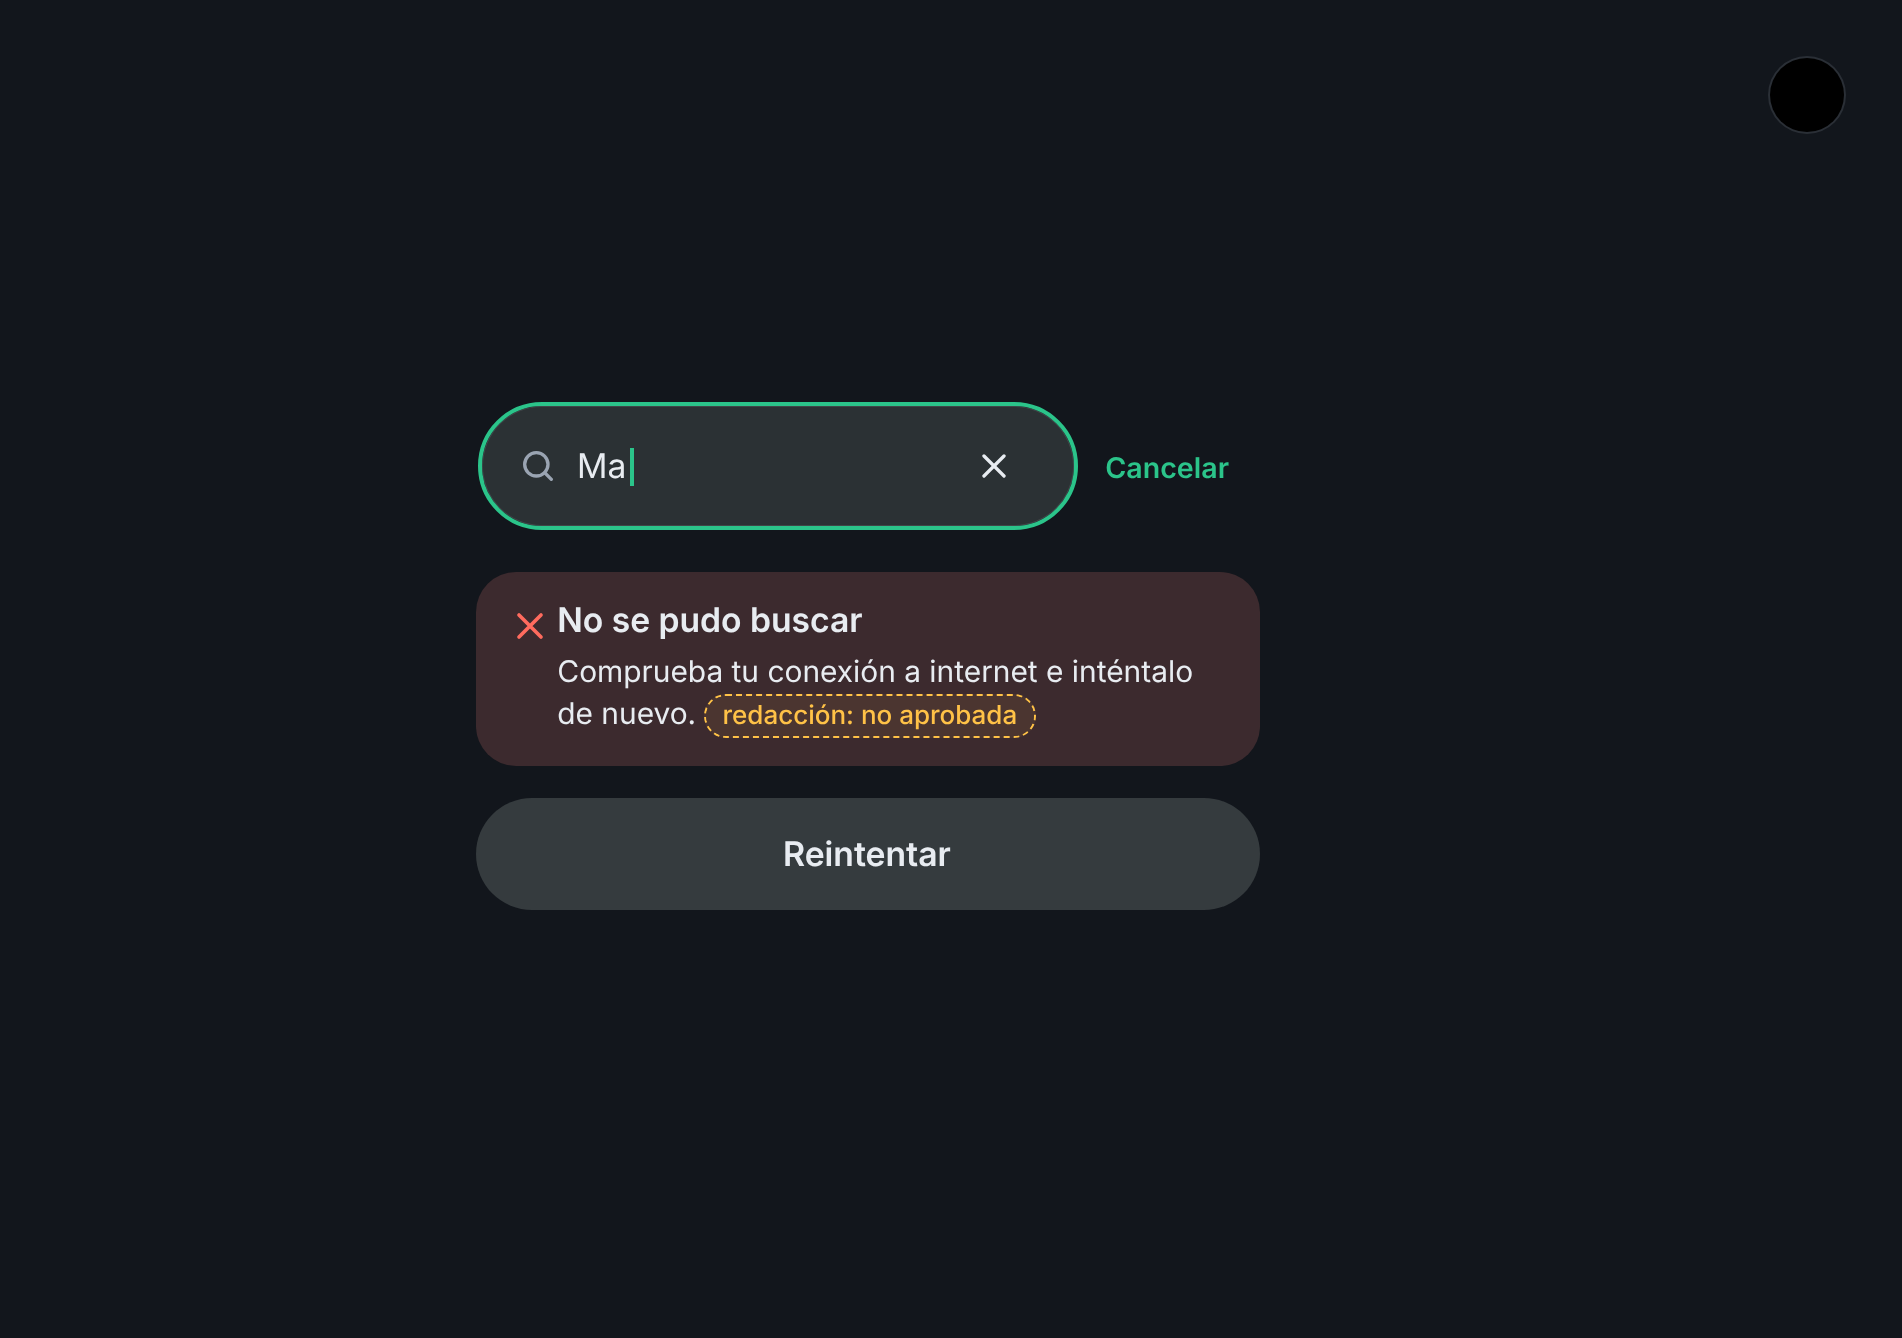 Ma
Cancelar
No se pudo buscar
Comprueba tu conexión a internet e inténtalo
de nuevo. redacción: no aprobada
Reintentar